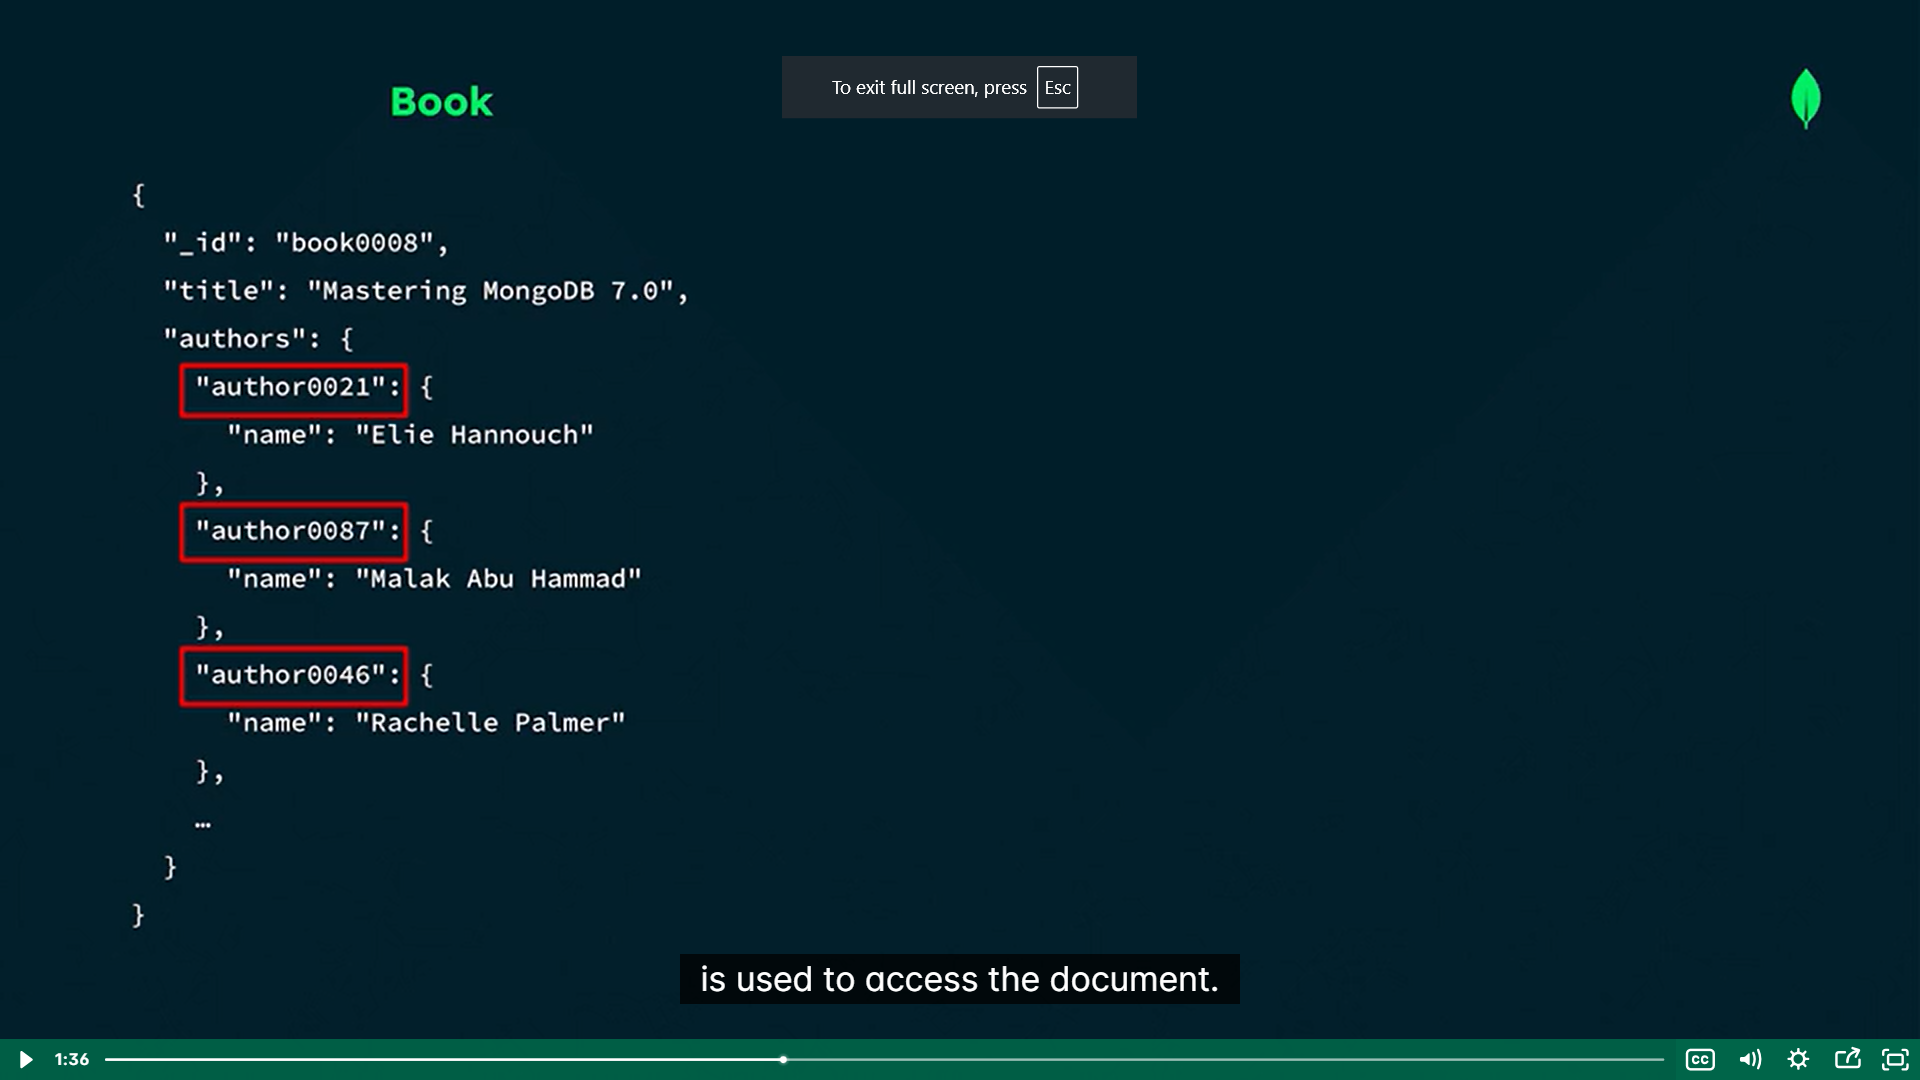 To exit full screen, press Esc
Book
{
"_id": "book0008",
"title": "Mastering MongoDB 7.0",
"authors": {
"author0021": {
"name": "Elie Hannouch"
},
"author0087": {
"name": "Malak Abu Hammad"
},
"author0046": {
"name": "Rachelle Palmer"
},
…
}
}
is used to access the document.
1:36
CC